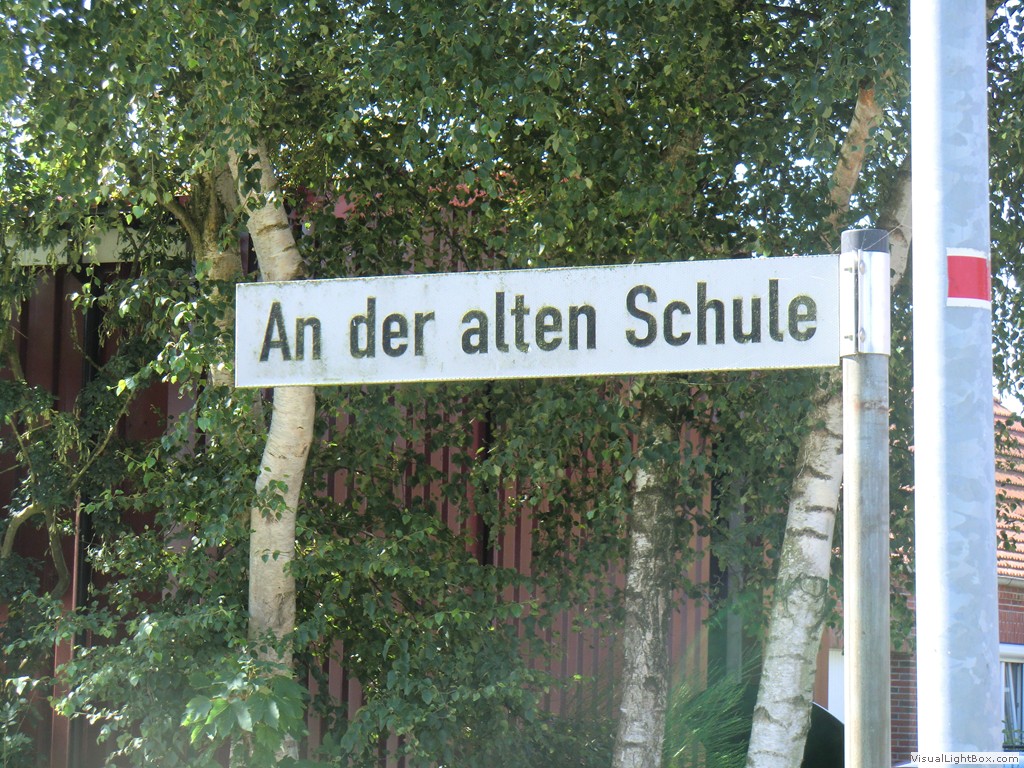 An der alten Schule
VisualLightBox.com